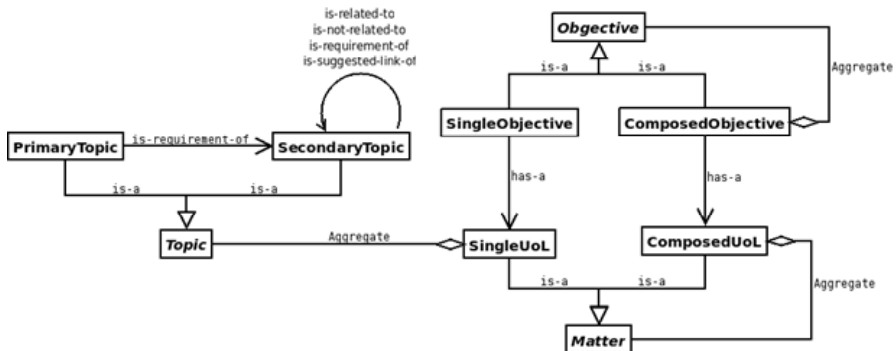 is-related-to
is-not-related-to
is-requirement-of
is-suggested-link-of
Obgective
Aggregate
is-a
is-a
SingleObjective
ComposedObjective
PrimaryTopic
is-requirement-of
SecondaryTopic
has-a
has-a
is-a
is-a
Topic
Aggregate
SingleUoL
ComposedUoL
is-a
is-a
Aggregate
Matter